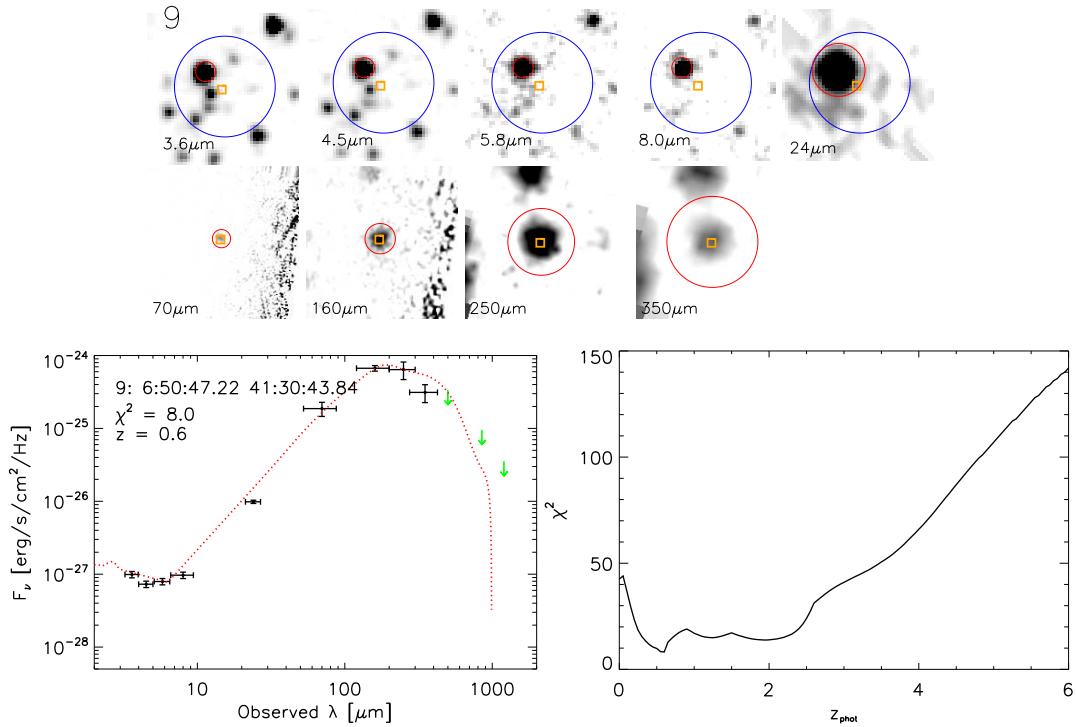 9
3.6μm 4.5μm 5.8μm 8.0μm 24μm
70μm 160μm 250μm 350μm
9: 6:50:47.22 41:30:43.84
χ² = 8.0
z = 0.6
10⁻²⁴
10⁻²⁵
10⁻²⁶
10⁻²⁷
10⁻²⁸
F_ν [erg/s/cm²/Hz]
10 100 1000
Observed λ [μm]
150
100
50
0
χ²
0 2 4 6
z_phot